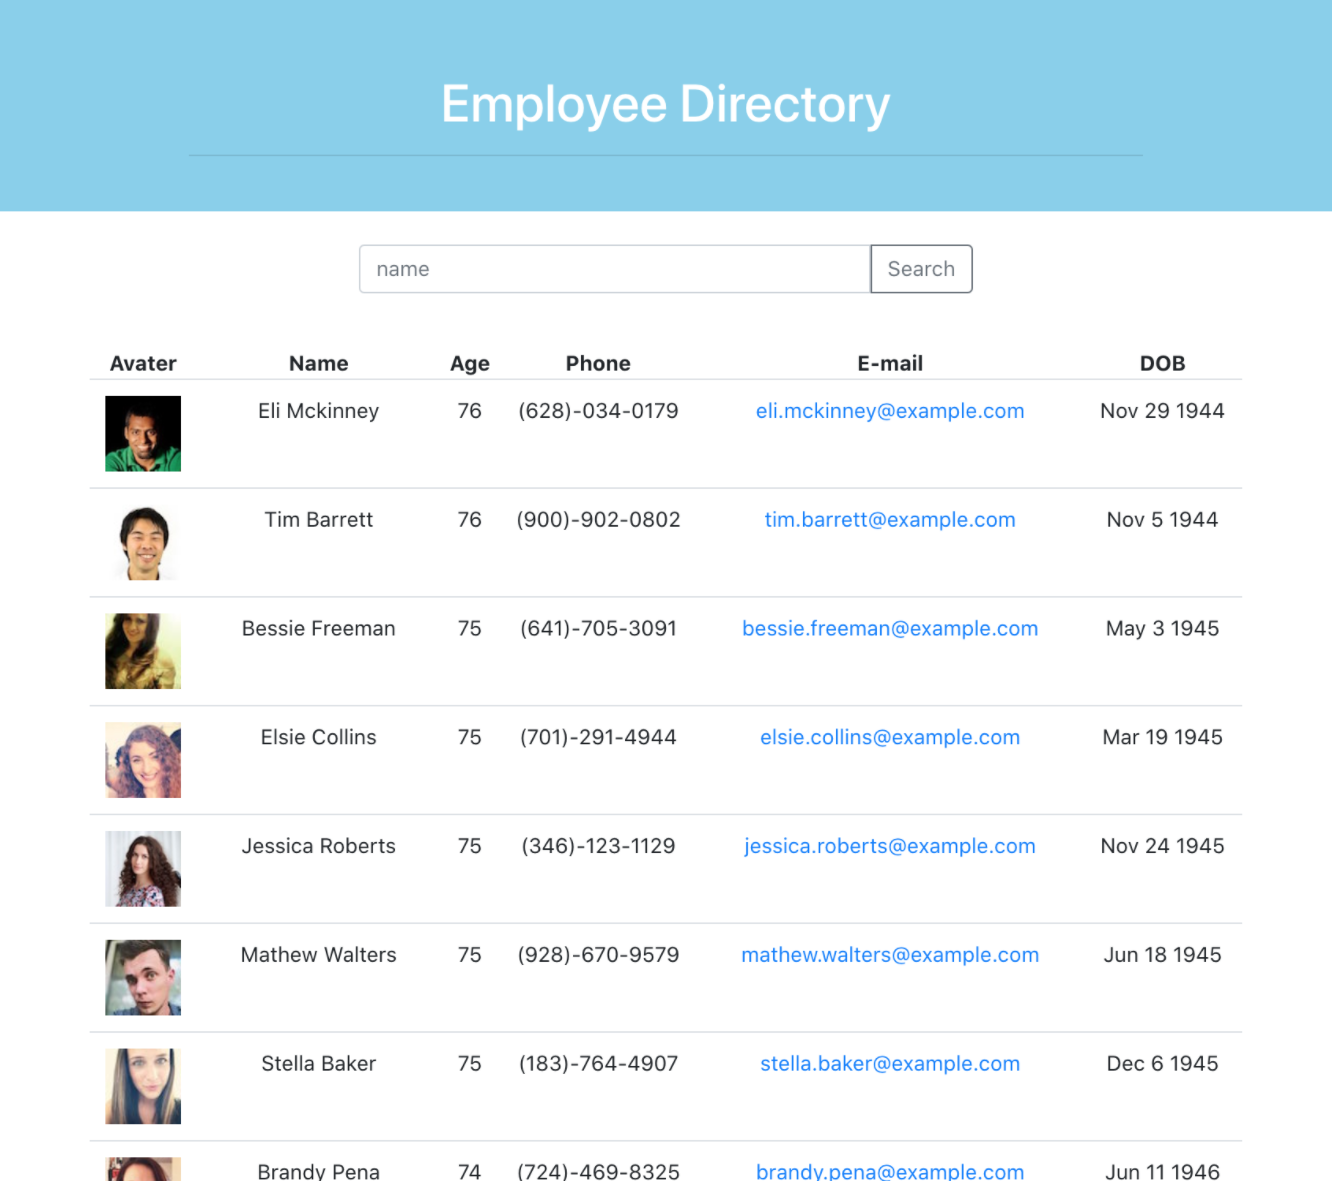 Employee Directory
name Search
Avater Name Age Phone E-mail DOB
Eli Mckinney 76 (628)-034-0179 eli.mckinney@example.com Nov 29 1944
Tim Barrett 76 (900)-902-0802 tim.barrett@example.com Nov 5 1944
Bessie Freeman 75 (641)-705-3091 bessie.freeman@example.com May 3 1945
Elsie Collins 75 (701)-291-4944 elsie.collins@example.com Mar 19 1945
Jessica Roberts 75 (346)-123-1129 jessica.roberts@example.com Nov 24 1945
Mathew Walters 75 (928)-670-9579 mathew.walters@example.com Jun 18 1945
Stella Baker 75 (183)-764-4907 stella.baker@example.com Dec 6 1945
Brandy Pena 74 (724)-469-8325 brandy.pena@example.com Jun 11 1946